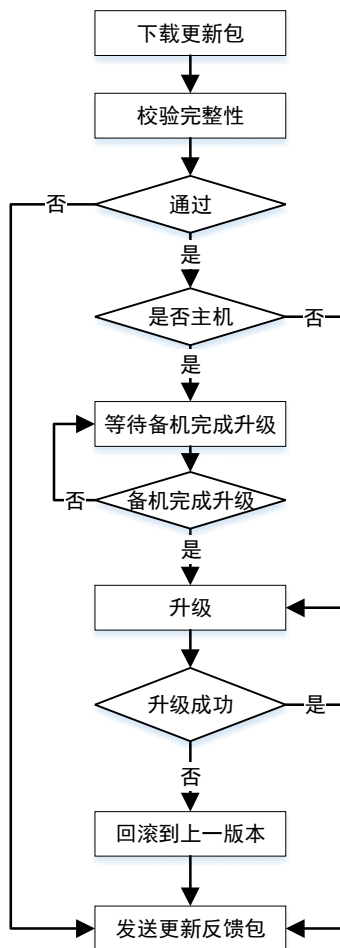 下载更新包
校验完整性
否
通过
是
是否主机
否
是
等待备机完成升级
否
备机完成升级
是
升级
升级成功
是
否
回滚到上一版本
发送更新反馈包